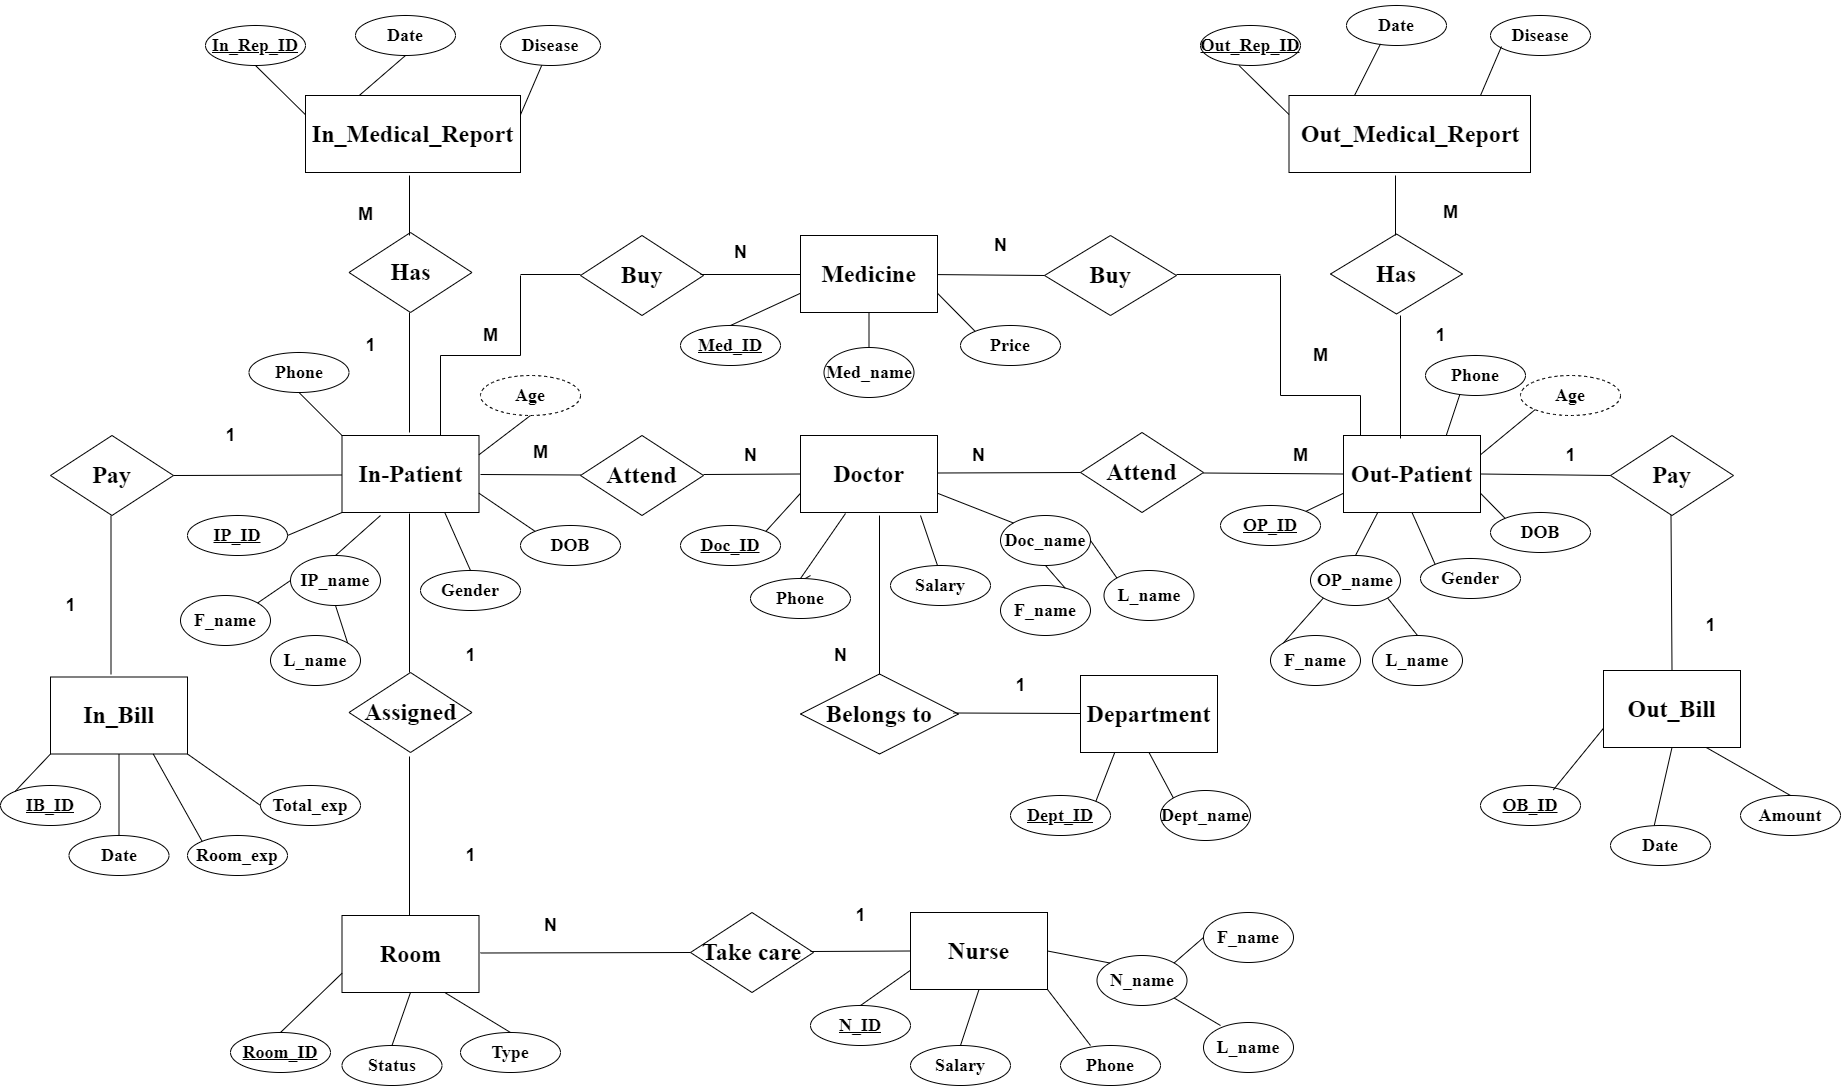 In_Rep_ID
Date
Disease
Out_Rep_ID
Date
Disease
In_Medical_Report
Out_Medical_Report
M
M
Has
Buy
N
Medicine
N
Buy
Has
1
M
Med_ID
Med_name
Price
M
1
Phone
Age
Phone
Age
1
Pay
In-Patient
M
Attend
N
Doctor
N
Attend
M
Out-Patient
1
Pay
IP_ID
IP_name
F_name
L_name
Gender
DOB
Doc_ID
Phone
Salary
Doc_name
F_name
L_name
OP_ID
OP_name
F_name
L_name
Gender
DOB
1
1
N
1
1
In_Bill
Assigned
Belongs to
Department
Out_Bill
IB_ID
Date
Room_exp
Total_exp
Dept_ID
Dept_name
OB_ID
Date
Amount
1
Room
N
Take care
1
Nurse
N_name
F_name
L_name
Room_ID
Status
Type
N_ID
Salary
Phone